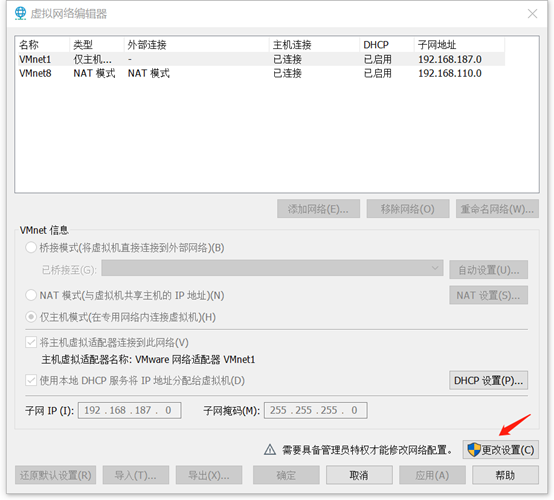 虚拟网络编辑器
名称 类型 外部连接 主机连接 DHCP 子网地址
VMnet1 仅主机... - 已连接 已启用 192.168.187.0
VMnet8 NAT 模式 NAT 模式 已连接 已启用 192.168.110.0
添加网络(E)... 移除网络(O) 重命名网络(W)...
VMnet 信息
桥接模式(将虚拟机直接连接到外部网络)(B)
已桥接至(G): 自动设置(U)...
NAT 模式(与虚拟机共享主机的 IP 地址)(N) NAT 设置(S)...
仅主机模式(在专用网络内连接虚拟机)(H)
将主机虚拟适配器连接到此网络(V)
主机虚拟适配器名称: VMware 网络适配器 VMnet1
使用本地 DHCP 服务将 IP 地址分配给虚拟机(D) DHCP 设置(P)...
子网 IP (I): 192 . 168 . 187 . 0 子网掩码(M): 255 . 255 . 255 . 0
需要具备管理员特权才能修改网络配置。 更改设置(C)
还原默认设置(R) 导入(T)... 导出(X)... 确定 取消 应用(A) 帮助